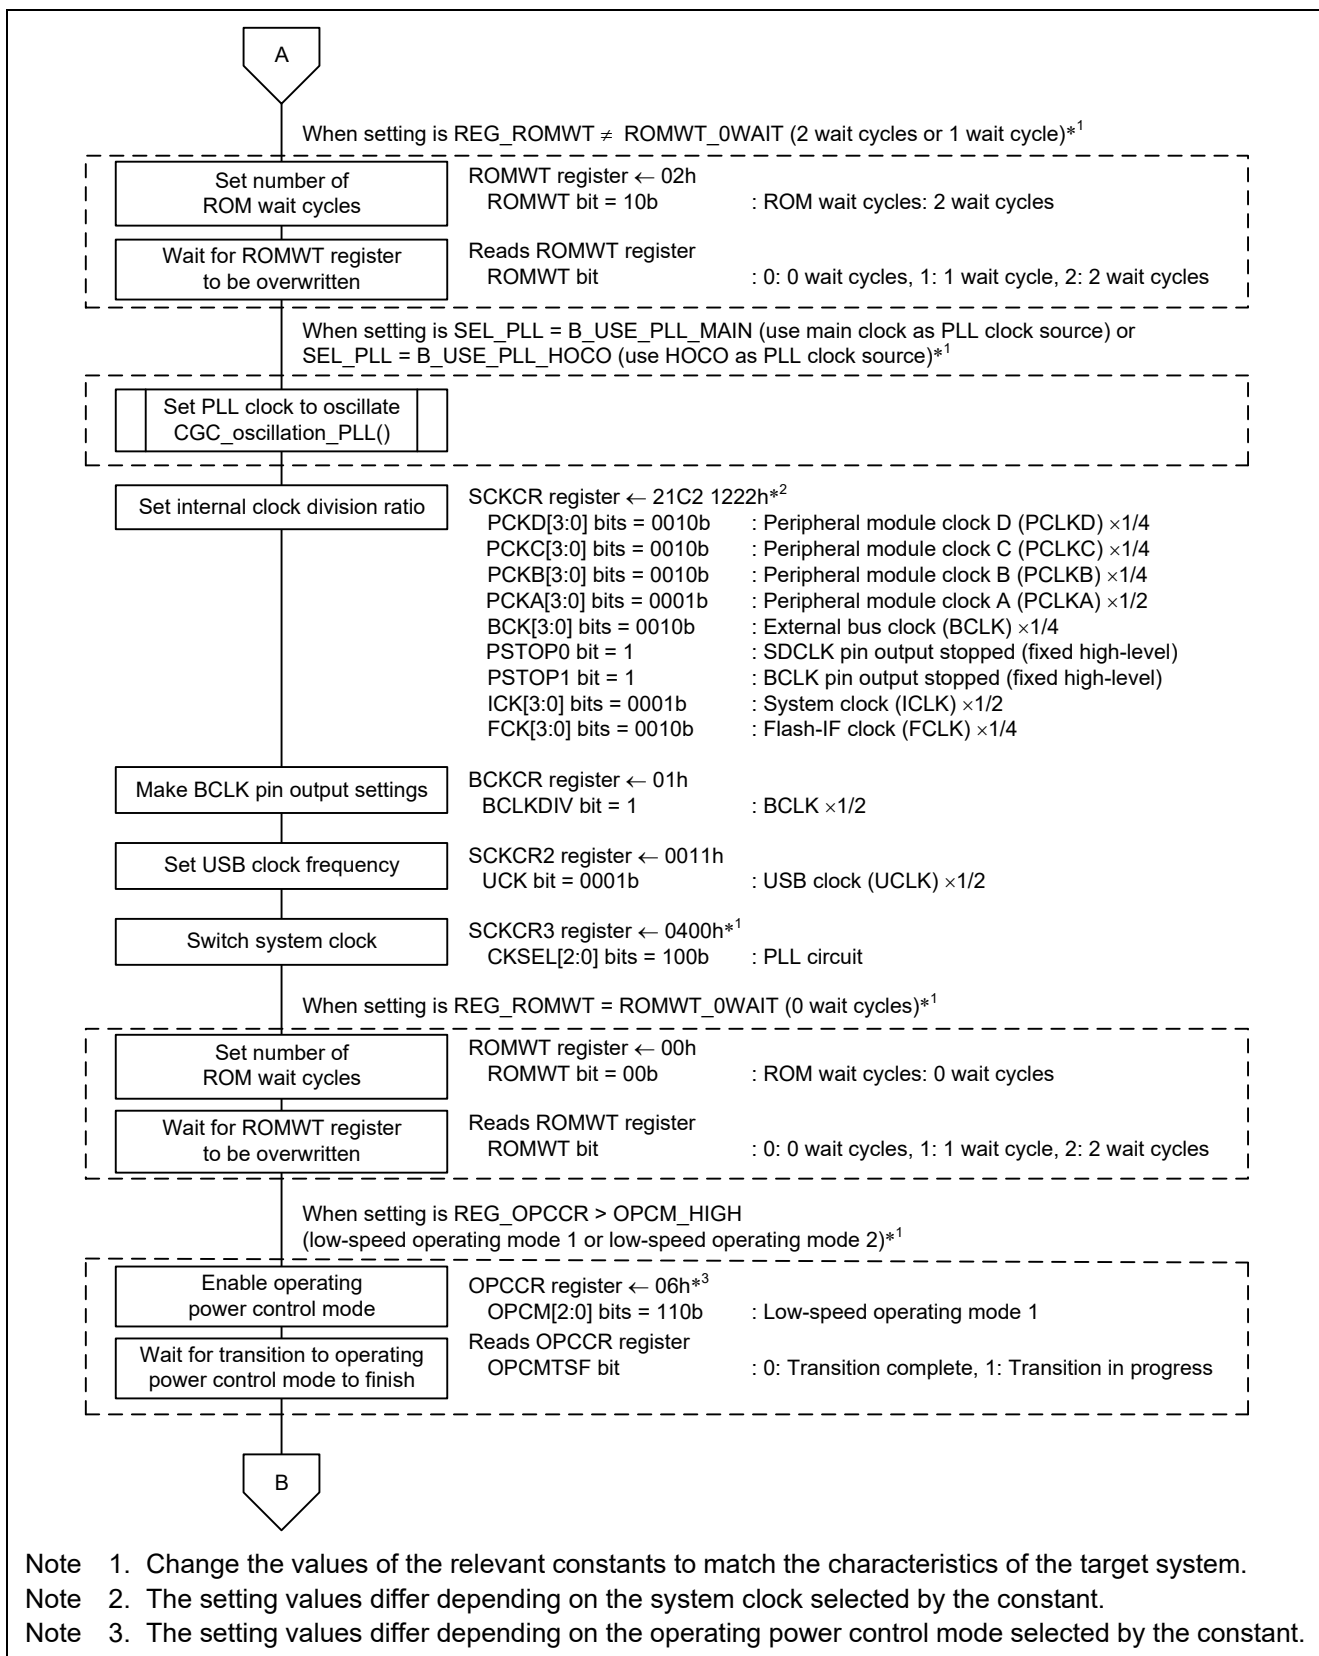 A
When setting is REG_ROMWT ≠ ROMWT_0WAIT (2 wait cycles or 1 wait cycle)*1
Set number of
ROM wait cycles
ROMWT register ← 02h
ROMWT bit = 10b : ROM wait cycles: 2 wait cycles
Wait for ROMWT register
to be overwritten
Reads ROMWT register
ROMWT bit : 0: 0 wait cycles, 1: 1 wait cycle, 2: 2 wait cycles
When setting is SEL_PLL = B_USE_PLL_MAIN (use main clock as PLL clock source) or
SEL_PLL = B_USE_PLL_HOCO (use HOCO as PLL clock source)*1
Set PLL clock to oscillate
CGC_oscillation_PLL()
Set internal clock division ratio
SCKCR register ← 21C2 1222h*2
PCKD[3:0] bits = 0010b : Peripheral module clock D (PCLKD) ×1/4
PCKC[3:0] bits = 0010b : Peripheral module clock C (PCLKC) ×1/4
PCKB[3:0] bits = 0010b : Peripheral module clock B (PCLKB) ×1/4
PCKA[3:0] bits = 0001b : Peripheral module clock A (PCLKA) ×1/2
BCK[3:0] bits = 0010b : External bus clock (BCLK) ×1/4
PSTOP0 bit = 1 : SDCLK pin output stopped (fixed high-level)
PSTOP1 bit = 1 : BCLK pin output stopped (fixed high-level)
ICK[3:0] bits = 0001b : System clock (ICLK) ×1/2
FCK[3:0] bits = 0010b : Flash-IF clock (FCLK) ×1/4
Make BCLK pin output settings
BCKCR register ← 01h
BCLKDIV bit = 1 : BCLK ×1/2
Set USB clock frequency
SCKCR2 register ← 0011h
UCK bit = 0001b : USB clock (UCLK) ×1/2
Switch system clock
SCKCR3 register ← 0400h*1
CKSEL[2:0] bits = 100b : PLL circuit
When setting is REG_ROMWT = ROMWT_0WAIT (0 wait cycles)*1
Set number of
ROM wait cycles
ROMWT register ← 00h
ROMWT bit = 00b : ROM wait cycles: 0 wait cycles
Wait for ROMWT register
to be overwritten
Reads ROMWT register
ROMWT bit : 0: 0 wait cycles, 1: 1 wait cycle, 2: 2 wait cycles
When setting is REG_OPCCR > OPCM_HIGH
(low-speed operating mode 1 or low-speed operating mode 2)*1
Enable operating
power control mode
OPCCR register ← 06h*3
OPCM[2:0] bits = 110b : Low-speed operating mode 1
Wait for transition to operating
power control mode to finish
Reads OPCCR register
OPCMTSF bit : 0: Transition complete, 1: Transition in progress
B
Note 1. Change the values of the relevant constants to match the characteristics of the target system.
Note 2. The setting values differ depending on the system clock selected by the constant.
Note 3. The setting values differ depending on the operating power control mode selected by the constant.